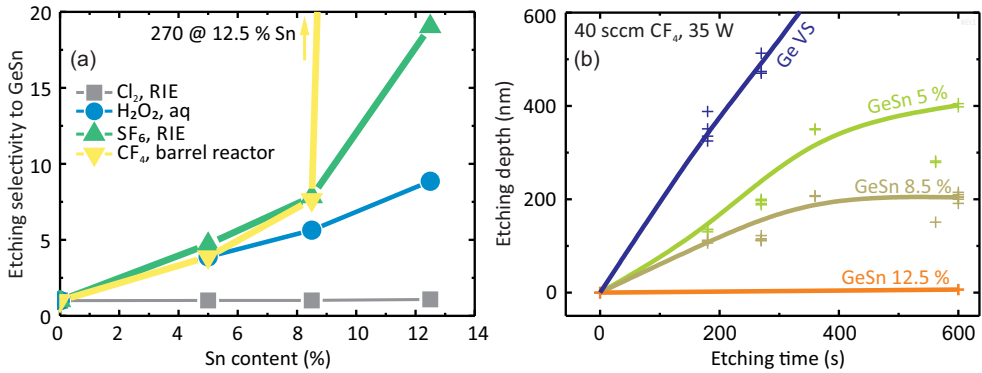 20
15
10
5
0
Etching selectivity to GeSn
(a)
270 @ 12.5 % Sn
Cl₂, RIE
H₂O₂, aq
SF₆, RIE
CF₄, barrel reactor
0 2 4 6 8 10 12 14
Sn content (%)
600
400
200
0
Etching depth (nm)
40 sccm CF₄, 35 W
(b)
Ge VS
GeSn 5 %
GeSn 8.5 %
GeSn 12.5 %
0 200 400 600
Etching time (s)